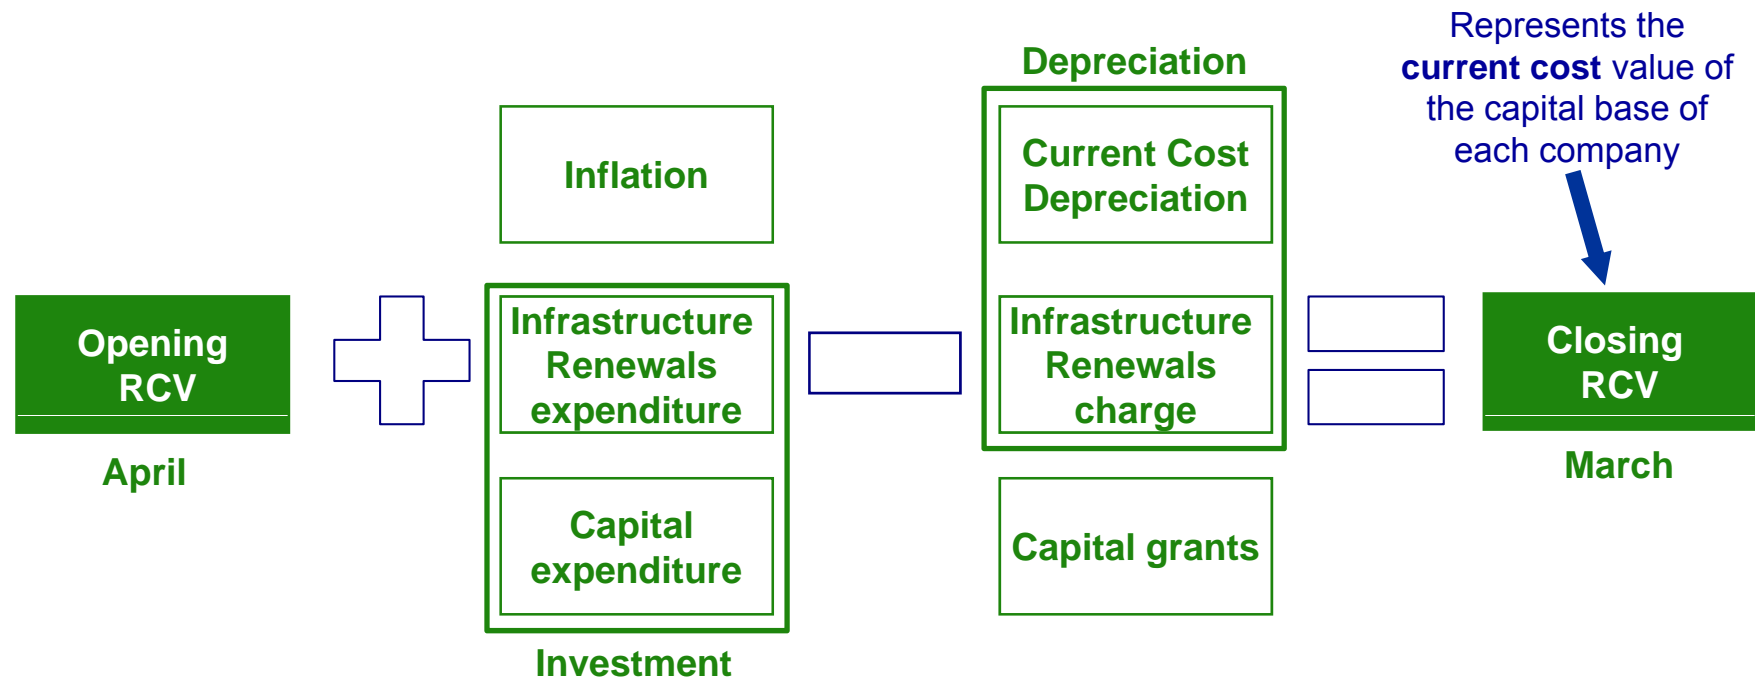 Opening
RCV
April
Inflation
Infrastructure
Renewals
expenditure
Capital
expenditure
Investment
Depreciation
Current Cost
Depreciation
Infrastructure
Renewals
charge
Capital grants
Represents the
current cost value of
the capital base of
each company
Closing
RCV
March